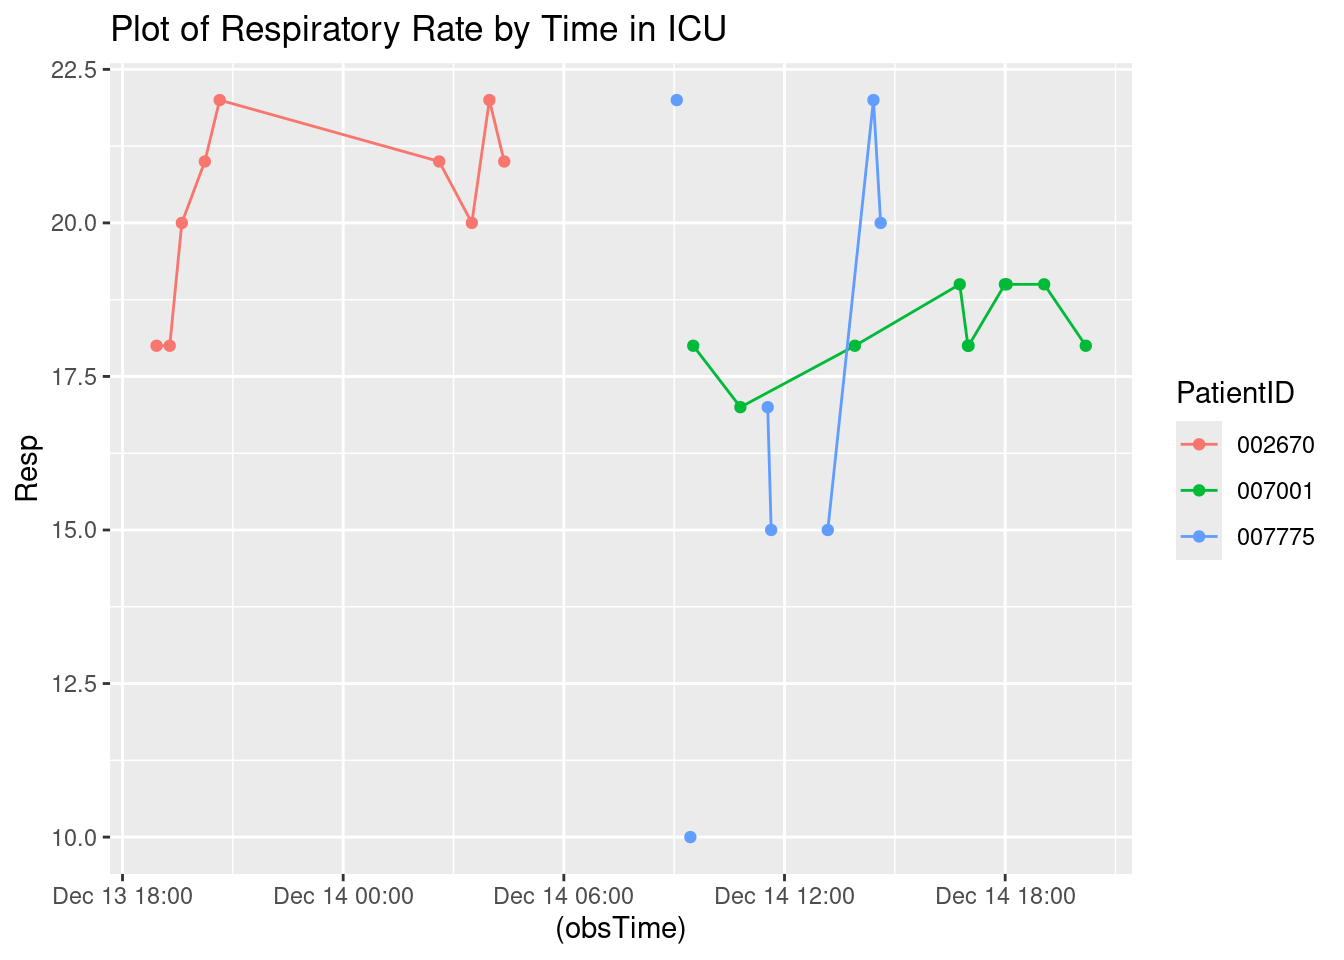 Plot of Respiratory Rate by Time in ICU
22.5
20.0
17.5
15.0
12.5
10.0
Resp
Dec 13 18:00
Dec 14 00:00
Dec 14 06:00
Dec 14 12:00
Dec 14 18:00
(obsTime)
PatientID
002670
007001
007775